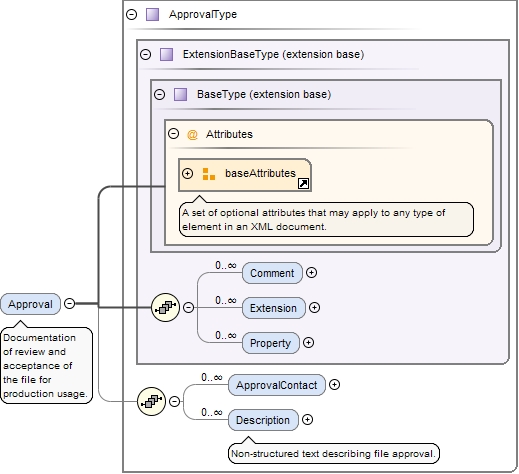 ApprovalType
ExtensionBaseType (extension base)
BaseType (extension base)
@ Attributes
baseAttributes
A set of optional attributes that may apply to any type of
element in an XML document.
0..∞
Comment
0..∞
Extension
0..∞
Property
Approval
Documentation
of review and
acceptance of
the file for
production usage.
0..∞
ApprovalContact
0..∞
Description
Non-structured text describing file approval.